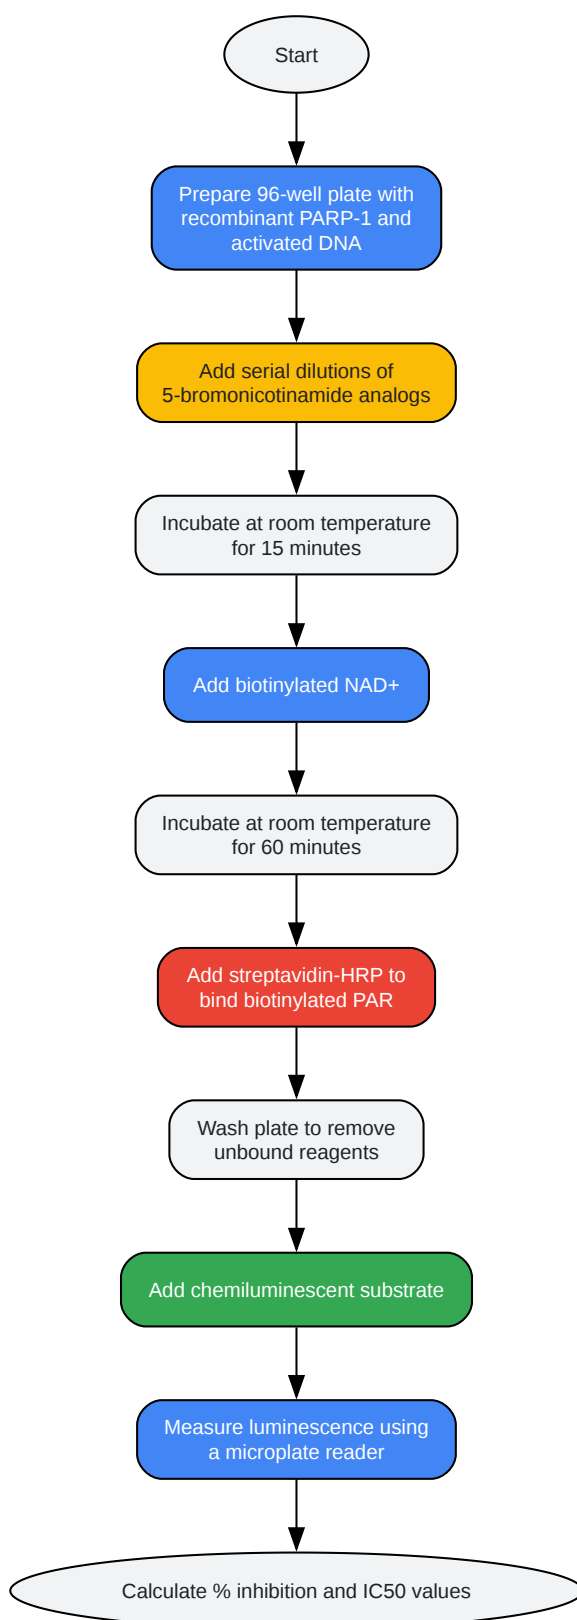 Start
Prepare 96-well plate with
recombinant PARP-1 and
activated DNA
Add serial dilutions of
5-bromonicotinamide analogs
Incubate at room temperature
for 15 minutes
Add biotinylated NAD+
Incubate at room temperature
for 60 minutes
Add streptavidin-HRP to
bind biotinylated PAR
Wash plate to remove
unbound reagents
Add chemiluminescent substrate
Measure luminescence using
a microplate reader
Calculate % inhibition and IC50 values